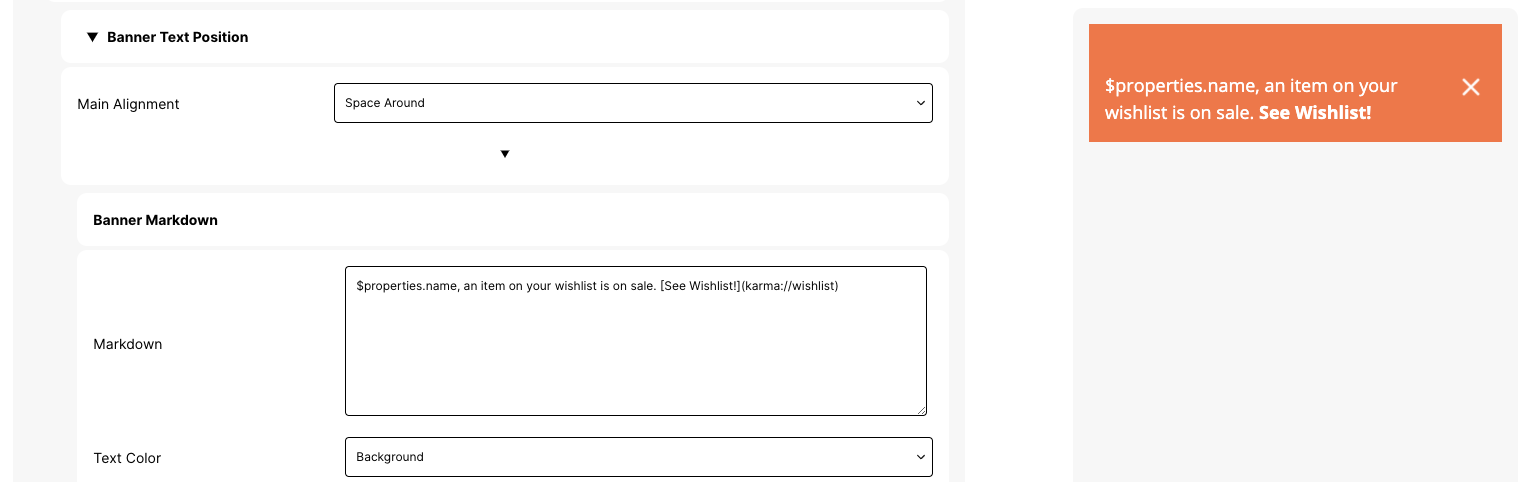 ▼ Banner Text Position
Main Alignment
Space Around
▼
Banner Markdown
Markdown
$properties.name, an item on your wishlist is on sale. [See Wishlist!](karma://wishlist)
Text Color
Background
$properties.name, an item on your
wishlist is on sale. See Wishlist!